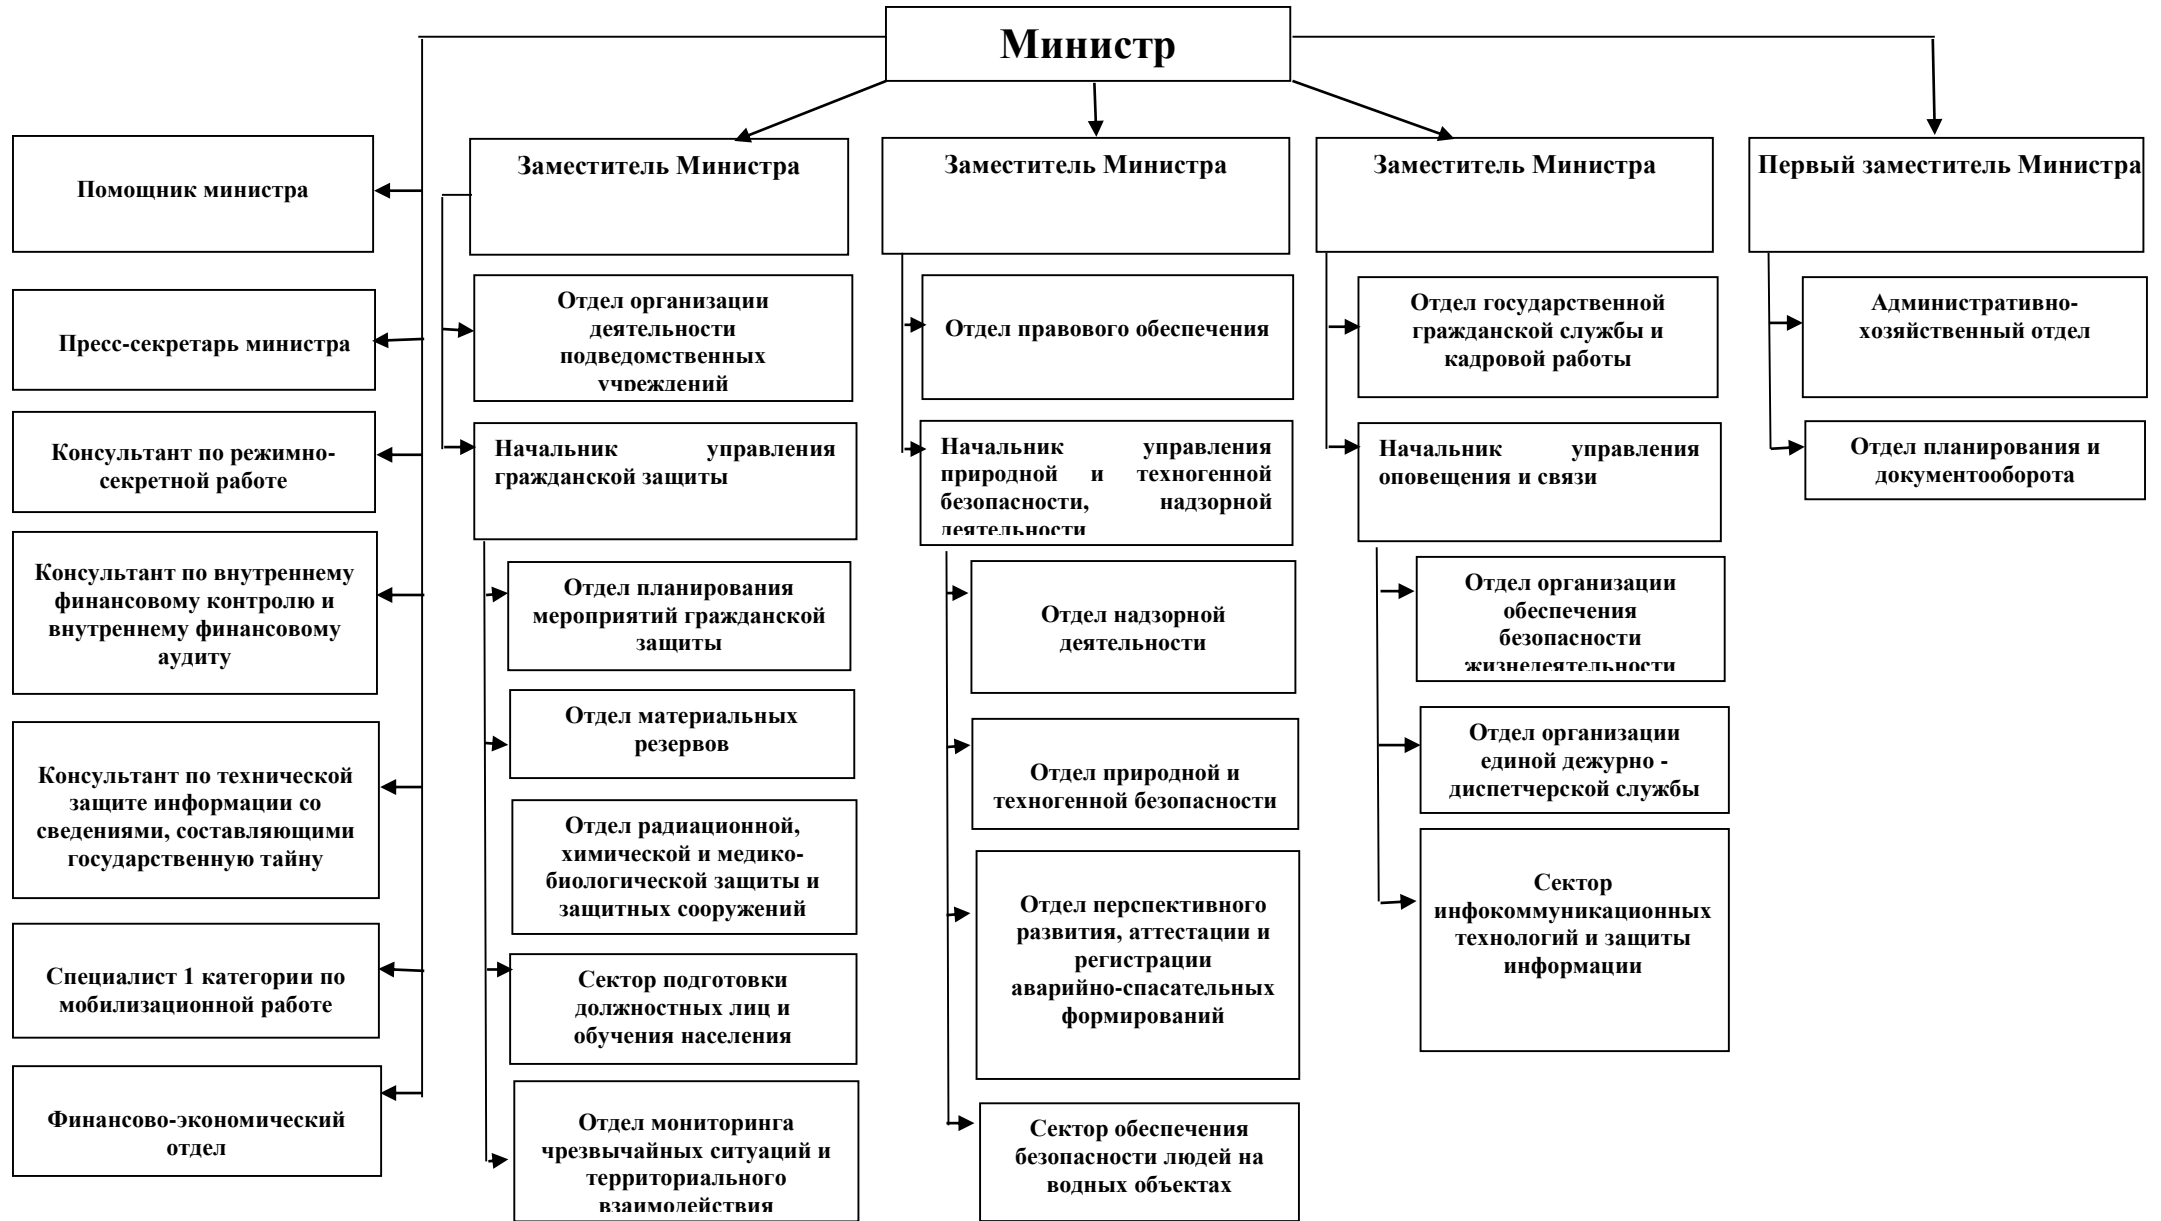 Министр
Помощник министра
Пресс-секретарь министра
Консультант по режимно-
секретной работе
Консультант по внутреннему
финансовому контролю и
внутреннему финансовому
аудиту
Консультант по технической
защите информации со
сведениями, составляющими
государственную тайну
Специалист 1 категории по
мобилизационной работе
Финансово-экономический
отдел
Заместитель Министра
Отдел организации
деятельности
подведомственных
учреждений
Начальник управления
гражданской защиты
Отдел планирования
мероприятий гражданской
защиты
Отдел материальных
резервов
Отдел радиационной,
химической и медико-
биологической защиты и
защитных сооружений
Сектор подготовки
должностных лиц и
обучения населения
Отдел мониторинга
чрезвычайных ситуаций и
территориального
взаимодействия
Заместитель Министра
Отдел правового обеспечения
Начальник управления
природной и техногенной
безопасности, надзорной
деятельности
Отдел надзорной
деятельности
Отдел природной и
техногенной безопасности
Отдел перспективного
развития, аттестации и
регистрации
аварийно-спасательных
формирований
Сектор обеспечения
безопасности людей на
водных объектах
Заместитель Министра
Отдел государственной
гражданской службы и
кадровой работы
Начальник управления
оповещения и связи
Отдел организации
обеспечения
безопасности
жизнедеятельности
Отдел организации
единой дежурно -
диспетчерской службы
Сектор
инфокоммуникационных
технологий и защиты
информации
Первый заместитель Министра
Административно-
хозяйственный отдел
Отдел планирования и
документооборота